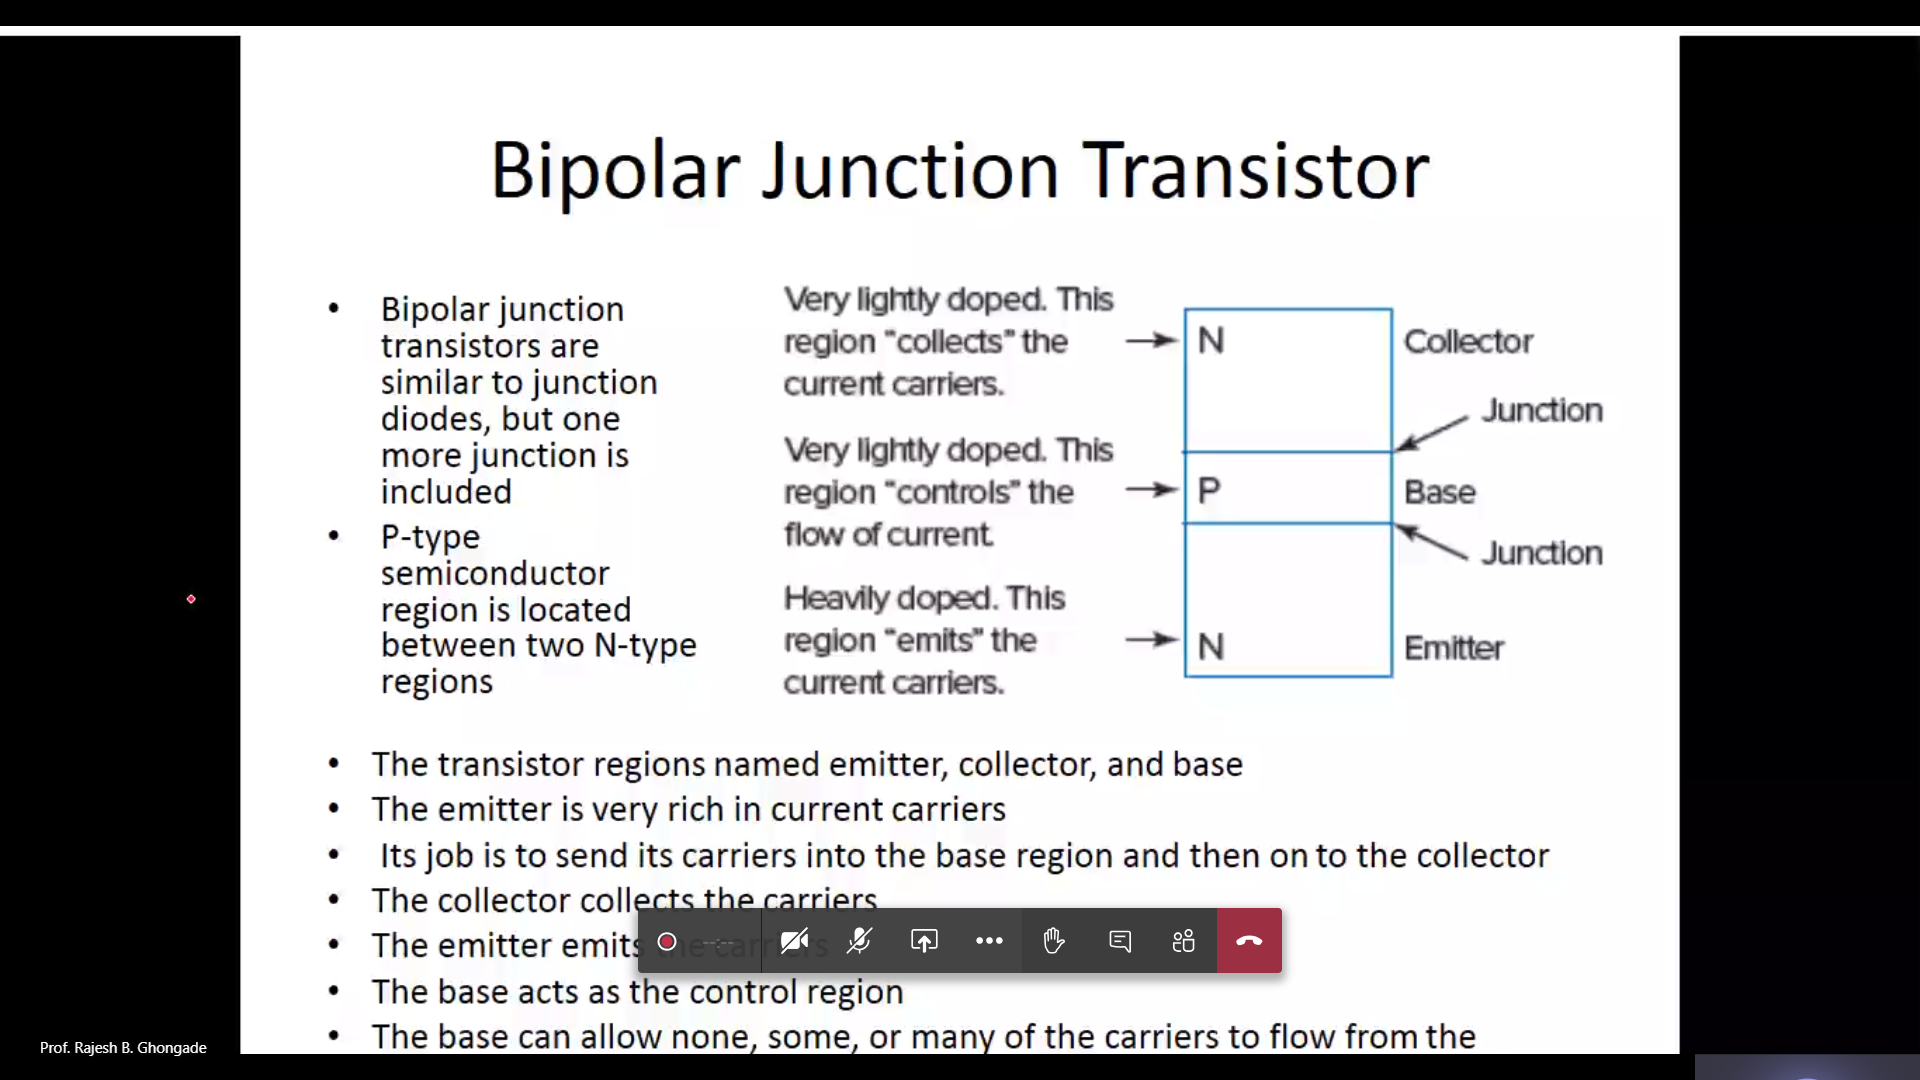 Bipolar Junction Transistor
• Bipolar junction
transistors are
similar to junction
diodes, but one
more junction is
included
• P-type
semiconductor
region is located
between two N-type
regions
Very lightly doped. This
region “collects” the
current carriers.
Very lightly doped. This
region “controls” the
flow of current.
Heavily doped. This
region “emits” the
current carriers.
N
Collector
Junction
P
Base
Junction
N
Emitter
• The transistor regions named emitter, collector, and base
• The emitter is very rich in current carriers
• Its job is to send its carriers into the base region and then on to the collector
• The collector collects the carriers
• The emitter emits the carriers
• The base acts as the control region
• The base can allow none, some, or many of the carriers to flow from the
Prof. Rajesh B. Ghongade